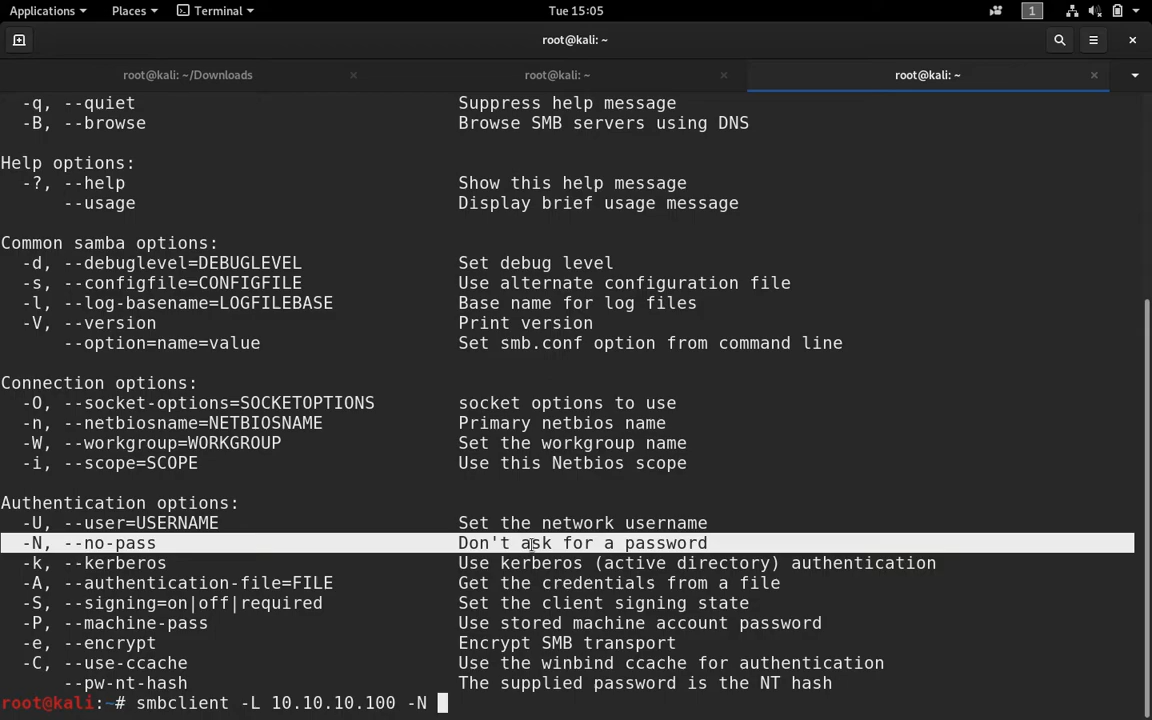 Applications Places Terminal Tue 15:05 1
root@kali: ~
root@kali: ~/Downloads root@kali: ~ root@kali: ~
-q, --quiet Suppress help message
-B, --browse Browse SMB servers using DNS
Help options:
-?, --help Show this help message
--usage Display brief usage message
Common samba options:
-d, --debuglevel=DEBUGLEVEL Set debug level
-s, --configfile=CONFIGFILE Use alternate configuration file
-l, --log-basename=LOGFILEBASE Base name for log files
-V, --version Print version
--option=name=value Set smb.conf option from command line
Connection options:
-O, --socket-options=SOCKETOPTIONS socket options to use
-n, --netbiosname=NETBIOSNAME Primary netbios name
-W, --workgroup=WORKGROUP Set the workgroup name
-i, --scope=SCOPE Use this Netbios scope
Authentication options:
-U, --user=USERNAME Set the network username
-N, --no-pass Don't ask for a password
-k, --kerberos Use kerberos (active directory) authentication
-A, --authentication-file=FILE Get the credentials from a file
-S, --signing=on|off|required Set the client signing state
-P, --machine-pass Use stored machine account password
-e, --encrypt Encrypt SMB transport
-C, --use-ccache Use the winbind ccache for authentication
--pw-nt-hash The supplied password is the NT hash
root@kali:~# smbclient -L 10.10.10.100 -N